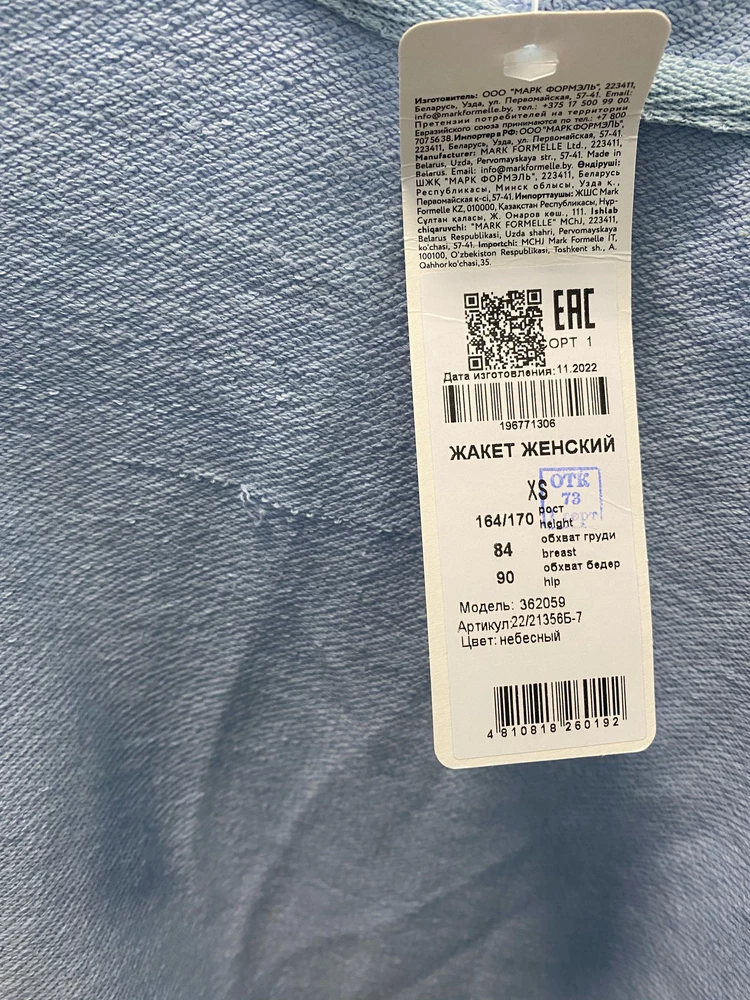 Изготовитель: ООО "МАРК ФОРМЭЛЬ", 223411,
Беларусь, Узда, ул. Первомайская, 57-41. Email:
info@markformelle.by, тел.: +375 17 500 99 00.
Претензии потребителей на территории
Евразийского союза принимаются по тел.: +7 800
7075638. Импортер в РФ: ООО "МАРК ФОРМЭЛЬ",
223411, Беларусь, Узда, ул. Первомайская, 57-41.
Manufacturer: MARK FORMELLE Ltd., 223411,
Belarus, Uzda, Pervomayskaya str., 57-41. Made in
Belarus. Email: info@markformelle.by. Өндіруші:
ШЖҚ "МАРК ФОРМЭЛЬ", 223411, Беларусь
Республикасы, Минск облысы, Узда қ.,
Первомайская к-сі, 57-41. Импорттаушы: ЖШС Mark
Formelle KZ, 010000, Қазақстан Республикасы, Нұр-
Сұлтан қаласы, Ж. Омаров көш., 111. Ishlab
chiqaruvchi: "MARK FORMELLE" MChJ, 223411,
Belarus Respublikasi, Uzda shahri, Pervomayskaya
ko'chasi, 57-41. Importchi: MCHJ Mark Formelle IT,
100100, O'zbekiston Respublikasi, Toshkent sh., A.
Qahhor ko'chasi, 35.
EAC
ОРТ 1
Дата изготовления: 11.2022
196771306
ЖАКЕТ ЖЕНСКИЙ
XS
ОТК
73
1 сорт
164/170 рост
height
84 обхват груди
breast
90 обхват бедер
hip
Модель: 362059
Артикул:22/21356Б-7
Цвет: небесный
4 810818 260192